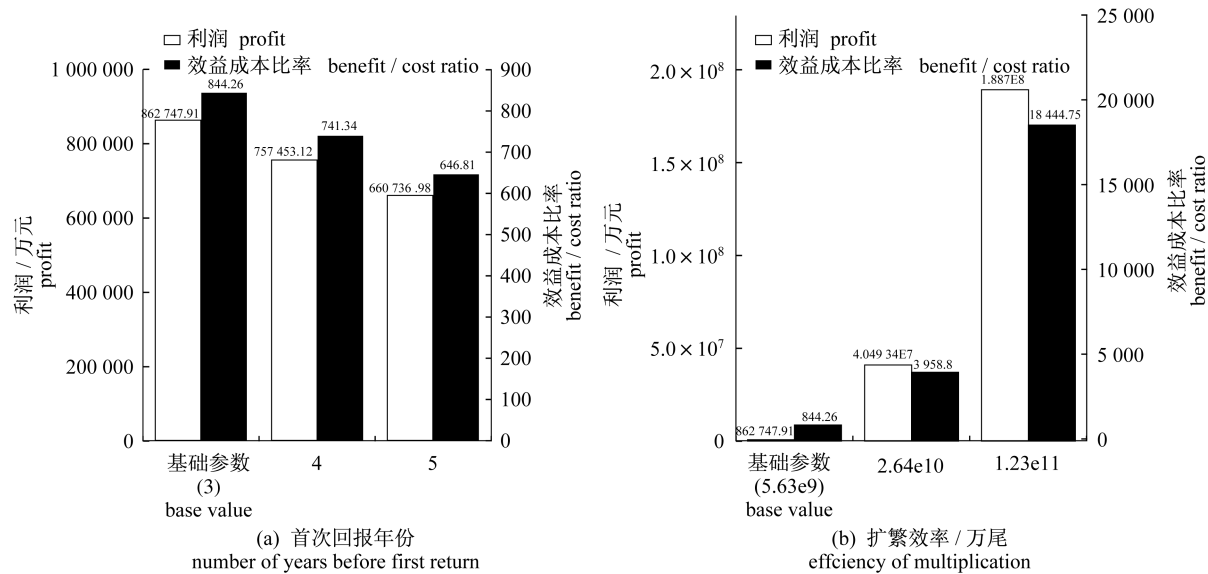 利润 profit
效益成本比率 benefit / cost ratio
1 000 000
800 000
600 000
400 000
200 000
0
利润 / 万元
profit
900
800
700
600
500
400
300
200
100
0
效益成本比率
benefit / cost ratio
862 747.91
844.26
757 453.12
741.34
660 736 .98
646.81
基础参数
(3)
base value
4
5
(a) 首次回报年份
number of years before first return
利润 profit
效益成本比率 benefit / cost ratio
2.0 × 10⁸
1.5 × 10⁸
1.0 × 10⁸
5.0 × 10⁷
0
利润 / 万元
profit
25 000
20 000
15 000
10 000
5 000
0
效益成本比率
benefit / cost ratio
862 747.91
844.26
4.049 34E7
3 958.8
1.887E8
18 444.75
基础参数
(5.63e9)
base value
2.64e10
1.23e11
(b) 扩繁效率 / 万尾
effciency of multiplication